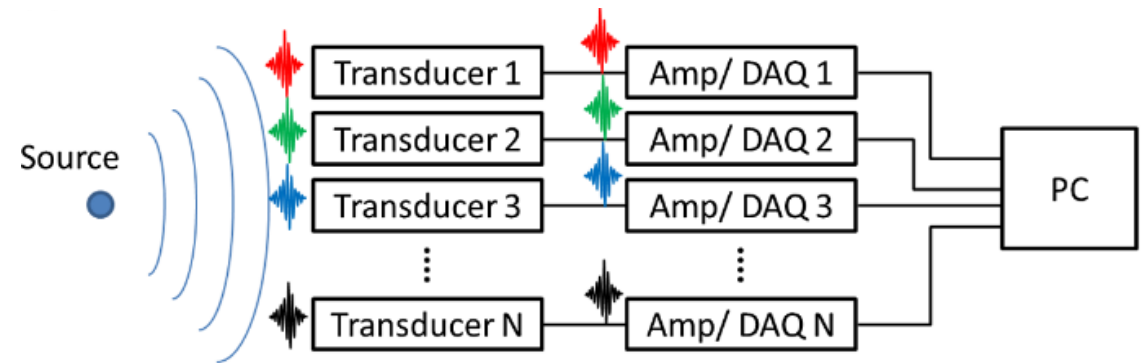 Source
Transducer 1
Amp/ DAQ 1
Transducer 2
Amp/ DAQ 2
Transducer 3
Amp/ DAQ 3
Transducer N
Amp/ DAQ N
PC